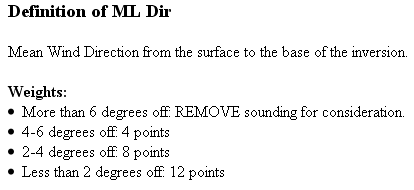 Definition of ML Dir
Mean Wind Direction from the surface to the base of the inversion.
Weights:
• More than 6 degrees off: REMOVE sounding for consideration.
• 4-6 degrees off: 4 points
• 2-4 degrees off: 8 points
• Less than 2 degrees off: 12 points